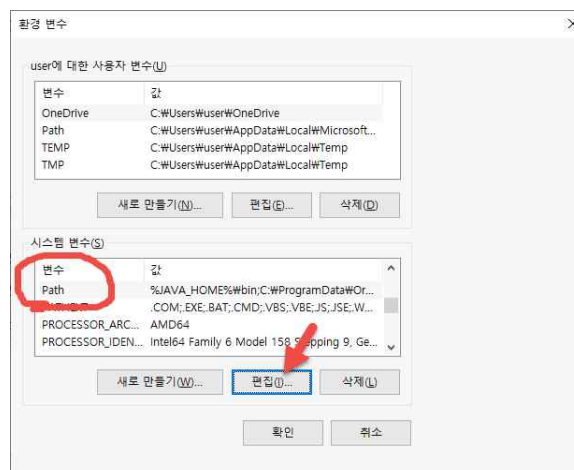 환경 변수
user에 대한 사용자 변수(U)
변수 값
OneDrive C:₩Users₩user₩OneDrive
Path C:₩Users₩user₩AppData₩Local₩Microsoft...
TEMP C:₩Users₩user₩AppData₩Local₩Temp
TMP C:₩Users₩user₩AppData₩Local₩Temp
새로 만들기(N)... 편집(E)... 삭제(D)
시스템 변수(S)
변수 값
Path %JAVA_HOME%₩bin;C:₩ProgramData₩Or...
.COM;.EXE;.BAT;.CMD;.VBS;.VBE;.JS;.JSE;.W...
PROCESSOR_ARC... AMD64
PROCESSOR_IDEN... Intel64 Family 6 Model 158 Stepping 9, Ge...
새로 만들기(W)... 편집(I)... 삭제(L)
확인 취소